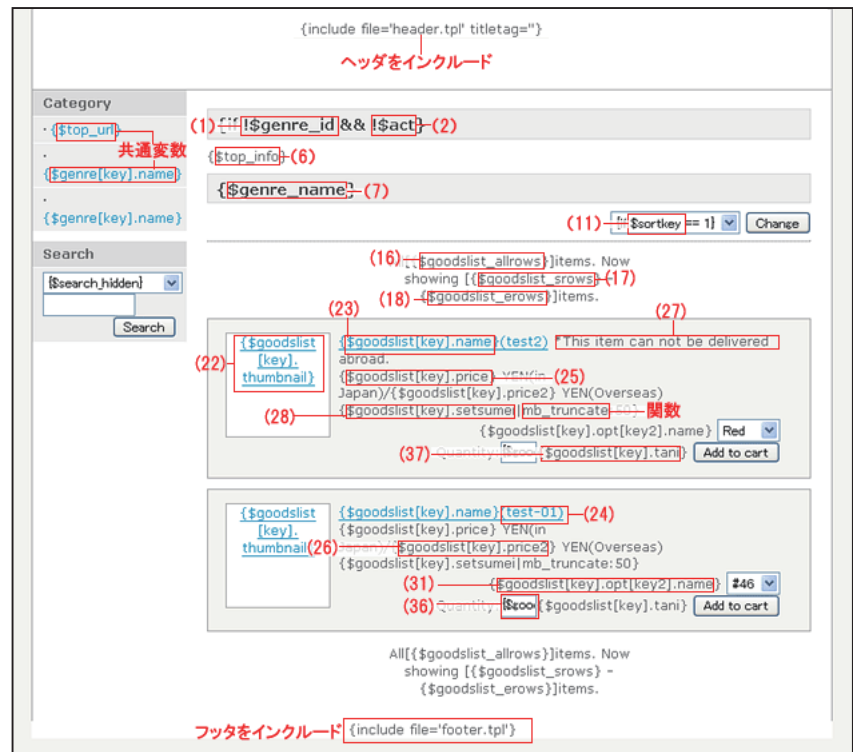 {include file='header.tpl' titletag=''}
ヘッダをインクルード
Category
・{$top_url}
共通変数
・
{$genre[key].name}
・
{$genre[key].name}
Search
{$search_hidden}
Search
(1) {if !$genre_id && !$act} (2)
{$top_info} (6)
{$genre_name} (7)
(11) {if $sortkey == 1} Change
(16) All[{$goodslist_allrows}]items. Now
showing [{$goodslist_srows} - (17)
(18) {$goodslist_erows}]items.
(23) (27)
(22) {$goodslist
[key].
thumbnail}
{$goodslist[key].name}(test2) *This item can not be delivered
abroad.
{$goodslist[key].price} YEN(in (25)
Japan)/{$goodslist[key].price2} YEN(Overseas)
(28) {$goodslist[key].setsumei|mb_truncate:50} 関数
{$goodslist[key].opt[key2].name} Red
(37) Quantity: {$goo {$goodslist[key].tani} Add to cart
{$goodslist
[key].
thumbnail}
{$goodslist[key].name}(test-01) (24)
{$goodslist[key].price} YEN(in
(26) Japan)/{$goodslist[key].price2} YEN(Overseas)
{$goodslist[key].setsumei|mb_truncate:50}
(31) {$goodslist[key].opt[key2].name} #46
(36) Quantity: {$goo {$goodslist[key].tani} Add to cart
All[{$goodslist_allrows}]items. Now
showing [{$goodslist_srows} -
{$goodslist_erows}]items.
フッタをインクルード {include file='footer.tpl'}